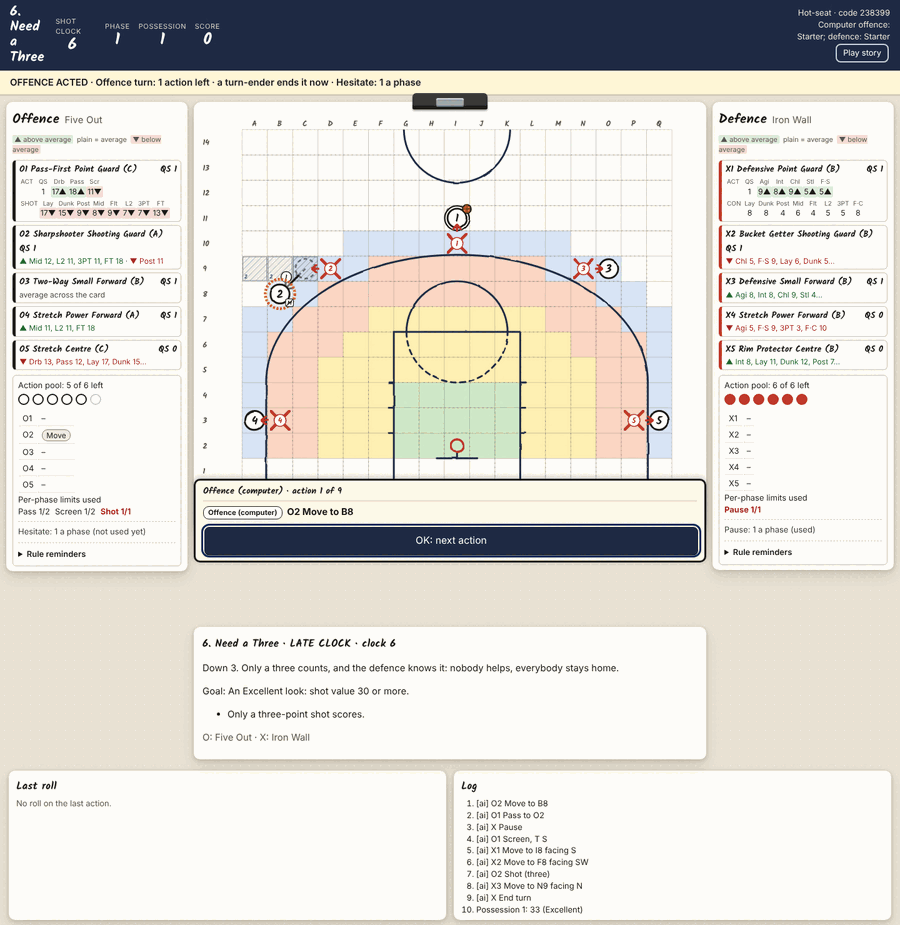 6.
Need
a
Three
SHOT
CLOCK
6
PHASE
1
POSSESSION
1
SCORE
0
Hot-seat · code 238399
Computer offence:
Starter; defence: Starter
Play story
OFFENCE ACTED · Offence turn: 1 action left · a turn-ender ends it now · Hesitate: 1 a phase
Offence Five Out
▲ above average plain = average ▼ below
average
O1 Pass-First Point Guard (C) QS 1
ACT QS Drb Pass Scr
1 17▲ 18▲ 11▼
SHOT Lay Dunk Post Mid Flt L2 3PT FT
17▼ 15▼ 9▼ 8▼ 9▼ 7▼ 7▼ 13▼
O2 Sharpshooter Shooting Guard (A)
QS 1
▲ Mid 12, L2 11, 3PT 11, FT 18 · ▼ Post 11
O3 Two-Way Small Forward (B) QS 0
average across the card
O4 Stretch Power Forward (A) QS 0
▲ Mid 11, L2 11, FT 18
O5 Stretch Centre (C) QS 0
▼ Drb 13, Pass 12, Lay 17, Dunk 15...
Action pool: 5 of 6 left
O1 –
O2 Move
O3 –
O4 –
O5 –
Per-phase limits used
Pass 1/2 Screen 1/2 Shot 1/1
Hesitate: 1 a phase (not used yet)
▶ Rule reminders
A B C D E F G H I J K L M N O P Q
14
13
12
11
1
10
1
9
2
3
3
8
2
7
6
5
4
3
4
4
5
5
2
1
Offence (computer) · action 1 of 9
Offence (computer) O2 Move to B8
OK: next action
Defence Iron Wall
▲ above average plain = average ▼ below
average
X1 Defensive Point Guard (B) QS 1
ACT QS Agi Int Chl Stl F·S
1 9▲ 8▲ 9▲ 5▲ 5▲
CON Lay Dunk Post Mid Flt L2 3PT F·C
8 8 4 8 4 5 5 8
X2 Bucket Getter Shooting Guard (B)
QS 1
▼ Chl 5, F·S 9, Lay 6, Dunk 5...
X3 Defensive Small Forward (B) QS 0
▲ Agi 8, Int 8, Chl 9, Stl 4...
X4 Stretch Power Forward (B) QS 0
▼ Agi 5, F·S 9, 3PT 3, F·C 10
X5 Rim Protector Centre (B) QS 0
▲ Int 8, Lay 11, Dunk 12, Post 7...
Action pool: 6 of 6 left
X1 –
X2 –
X3 –
X4 –
X5 –
Per-phase limits used
Pause 1/1
Pause: 1 a phase (used)
▶ Rule reminders
6. Need a Three · LATE CLOCK · clock 6
Down 3. Only a three counts, and the defence knows it: nobody helps, everybody stays home.
Goal: An Excellent look: shot value 30 or more.
• Only a three-point shot scores.
O: Five Out · X: Iron Wall
Last roll
No roll on the last action.
Log
1. [ai] O2 Move to B8
2. [ai] O1 Pass to O2
3. [ai] X Pause
4. [ai] O1 Screen, T S
5. [ai] X1 Move to I8 facing S
6. [ai] X2 Move to F8 facing SW
7. [ai] O2 Shot (three)
8. [ai] X3 Move to N9 facing N
9. [ai] X End turn
10. Possession 1: 33 (Excellent)